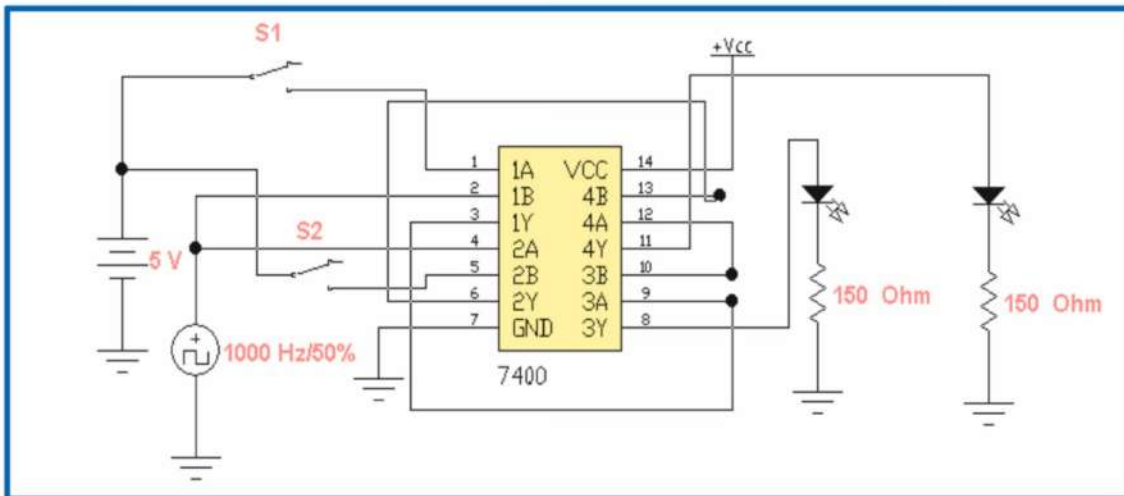 S1
+Vcc
1 1A VCC 14
2 1B 4B 13
3 1Y 4A 12
S2
4 2A 4Y 11
5 V
5 2B 3B 10
6 2Y 3A 9
7 GND 3Y 8
150 Ohm
150 Ohm
+
1000 Hz/50%
7400